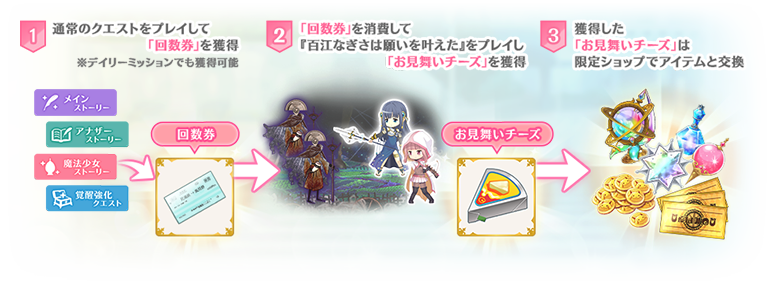 1
通常のクエストをプレイして
「回数券」を獲得
※デイリーミッションでも獲得可能
2
「回数券」を消費して
『百江なぎさは願いを叶えた』をプレイし
「お見舞いチーズ」を獲得
3
獲得した
「お見舞いチーズ」は
限定ショップでアイテムと交換
メイン
ストーリー
アナザー
ストーリー
魔法少女
ストーリー
覚醒強化
クエスト
回数券
お見舞いチーズ